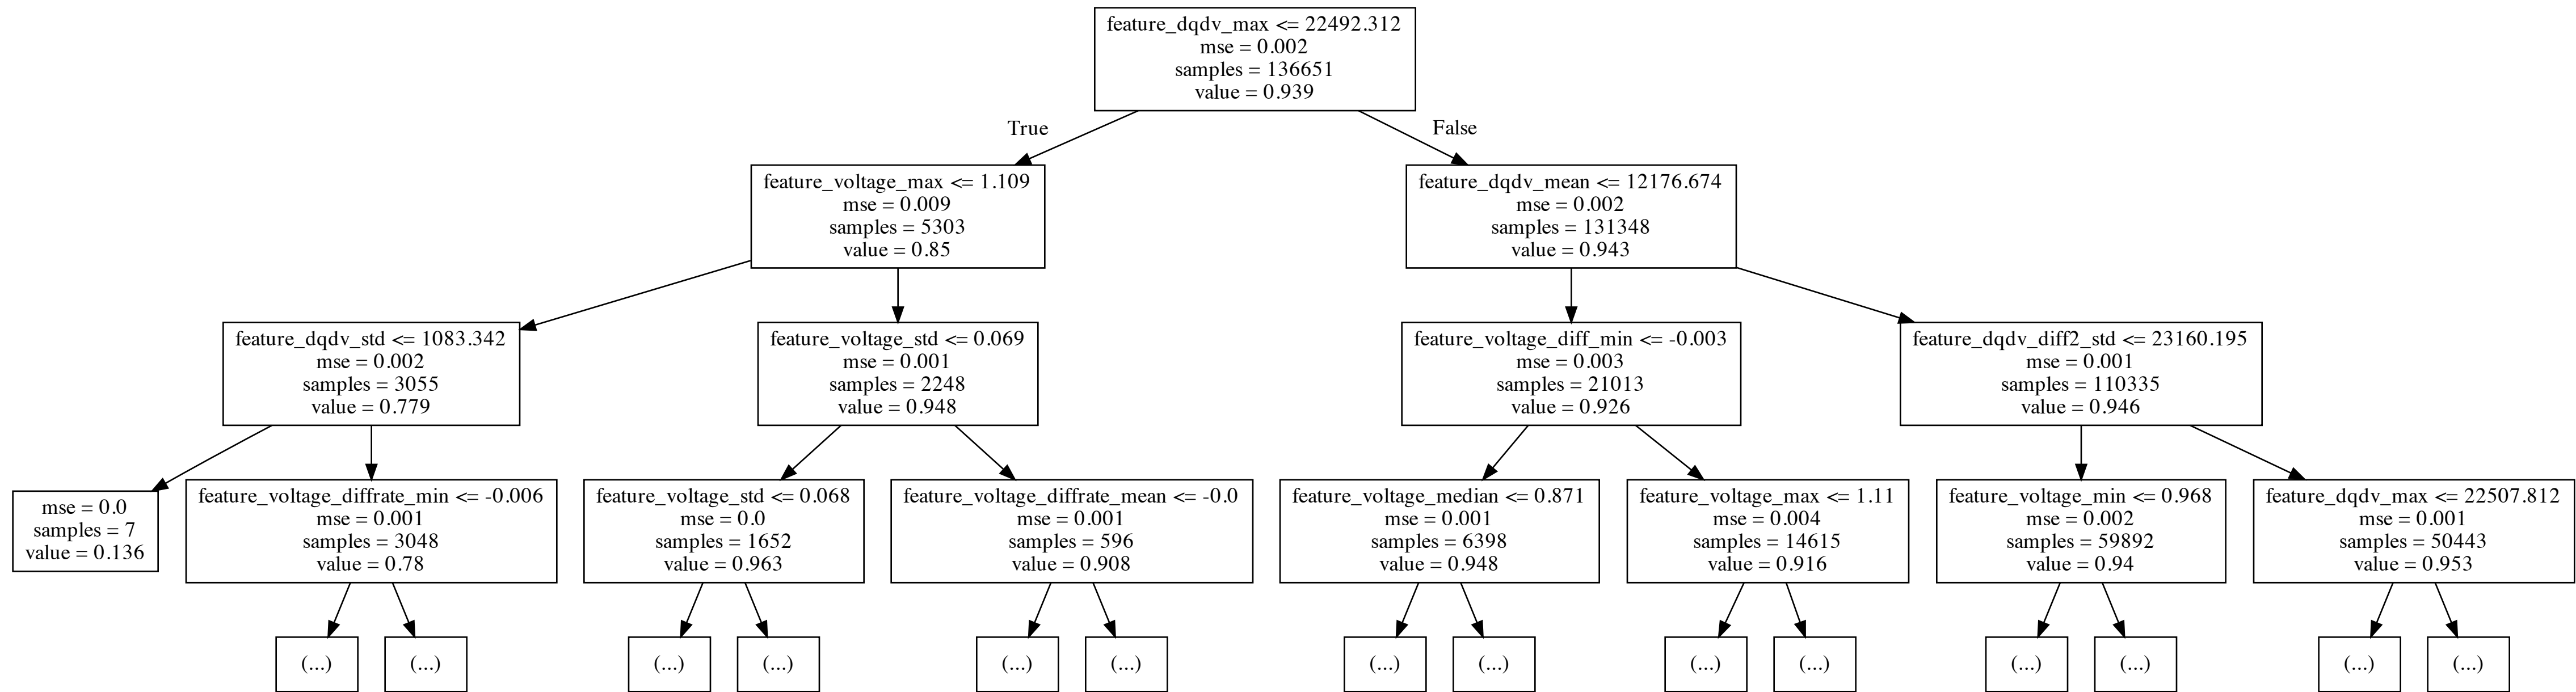 feature_dqdv_max <= 22492.312
mse = 0.002
samples = 136651
value = 0.939
True
False
feature_voltage_max <= 1.109
mse = 0.009
samples = 5303
value = 0.85
feature_dqdv_mean <= 12176.674
mse = 0.002
samples = 131348
value = 0.943
feature_dqdv_std <= 1083.342
mse = 0.002
samples = 3055
value = 0.779
feature_voltage_std <= 0.069
mse = 0.001
samples = 2248
value = 0.948
feature_voltage_diff_min <= -0.003
mse = 0.003
samples = 21013
value = 0.926
feature_dqdv_diff2_std <= 23160.195
mse = 0.001
samples = 110335
value = 0.946
mse = 0.0
samples = 7
value = 0.136
feature_voltage_diffrate_min <= -0.006
mse = 0.001
samples = 3048
value = 0.78
feature_voltage_std <= 0.068
mse = 0.0
samples = 1652
value = 0.963
feature_voltage_diffrate_mean <= -0.0
mse = 0.001
samples = 596
value = 0.908
feature_voltage_median <= 0.871
mse = 0.001
samples = 6398
value = 0.948
feature_voltage_max <= 1.11
mse = 0.004
samples = 14615
value = 0.916
feature_voltage_min <= 0.968
mse = 0.002
samples = 59892
value = 0.94
feature_dqdv_max <= 22507.812
mse = 0.001
samples = 50443
value = 0.953
(...)
(...)
(...)
(...)
(...)
(...)
(...)
(...)
(...)
(...)
(...)
(...)
(...)
(...)